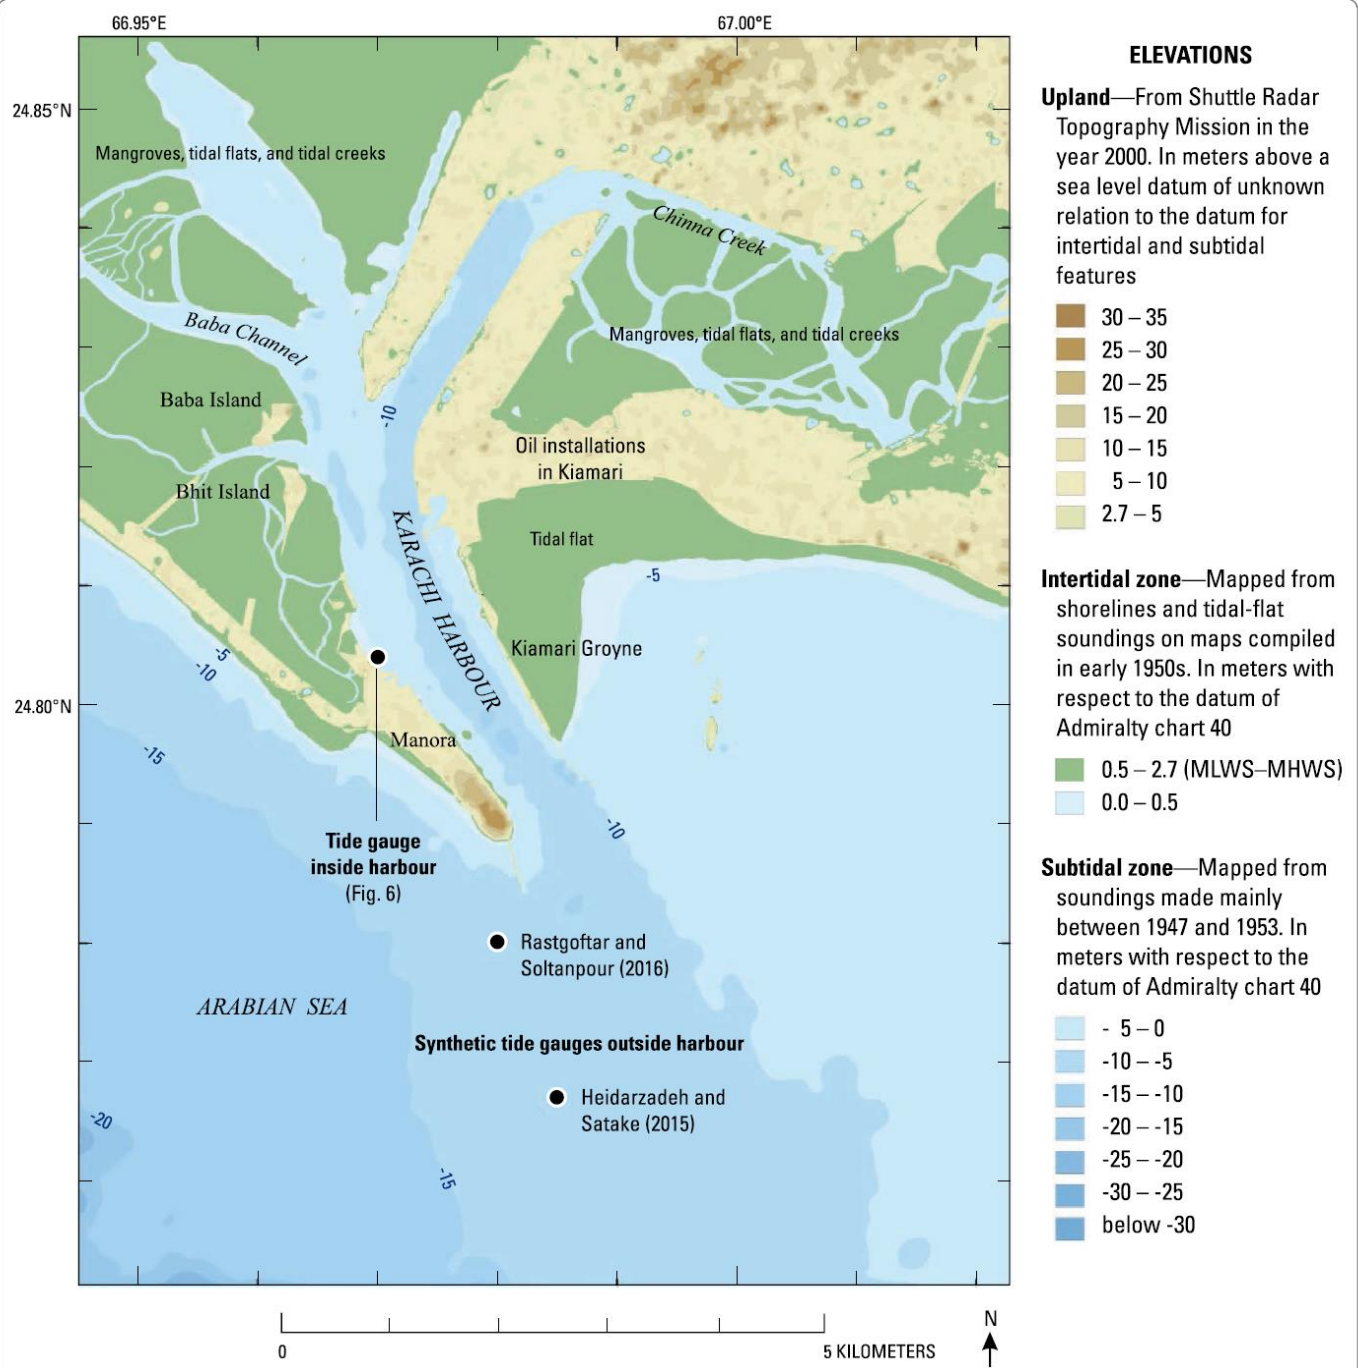 66.95°E
67.00°E
24.85°N
24.80°N
Mangroves, tidal flats, and tidal creeks
Chinna Creek
Baba Channel
Mangroves, tidal flats, and tidal creeks
Baba Island
-10
Oil installations
in Kiamari
Bhit Island
KARACHI HARBOUR
Tidal flat
-5
Kiamari Groyne
-5
-10
-15
Manora
-10
Tide gauge
inside harbour
(Fig. 6)
Rastgoftar and
Soltanpour (2016)
ARABIAN SEA
Synthetic tide gauges outside harbour
Heidarzadeh and
Satake (2015)
-20
-15
0
5 KILOMETERS
N
ELEVATIONS
Upland—From Shuttle Radar
Topography Mission in the
year 2000. In meters above a
sea level datum of unknown
relation to the datum for
intertidal and subtidal
features
30 – 35
25 – 30
20 – 25
15 – 20
10 – 15
5 – 10
2.7 – 5
Intertidal zone—Mapped from
shorelines and tidal-flat
soundings on maps compiled
in early 1950s. In meters with
respect to the datum of
Admiralty chart 40
0.5 – 2.7 (MLWS–MHWS)
0.0 – 0.5
Subtidal zone—Mapped from
soundings made mainly
between 1947 and 1953. In
meters with respect to the
datum of Admiralty chart 40
- 5 – 0
-10 – -5
-15 – -10
-20 – -15
-25 – -20
-30 – -25
below -30